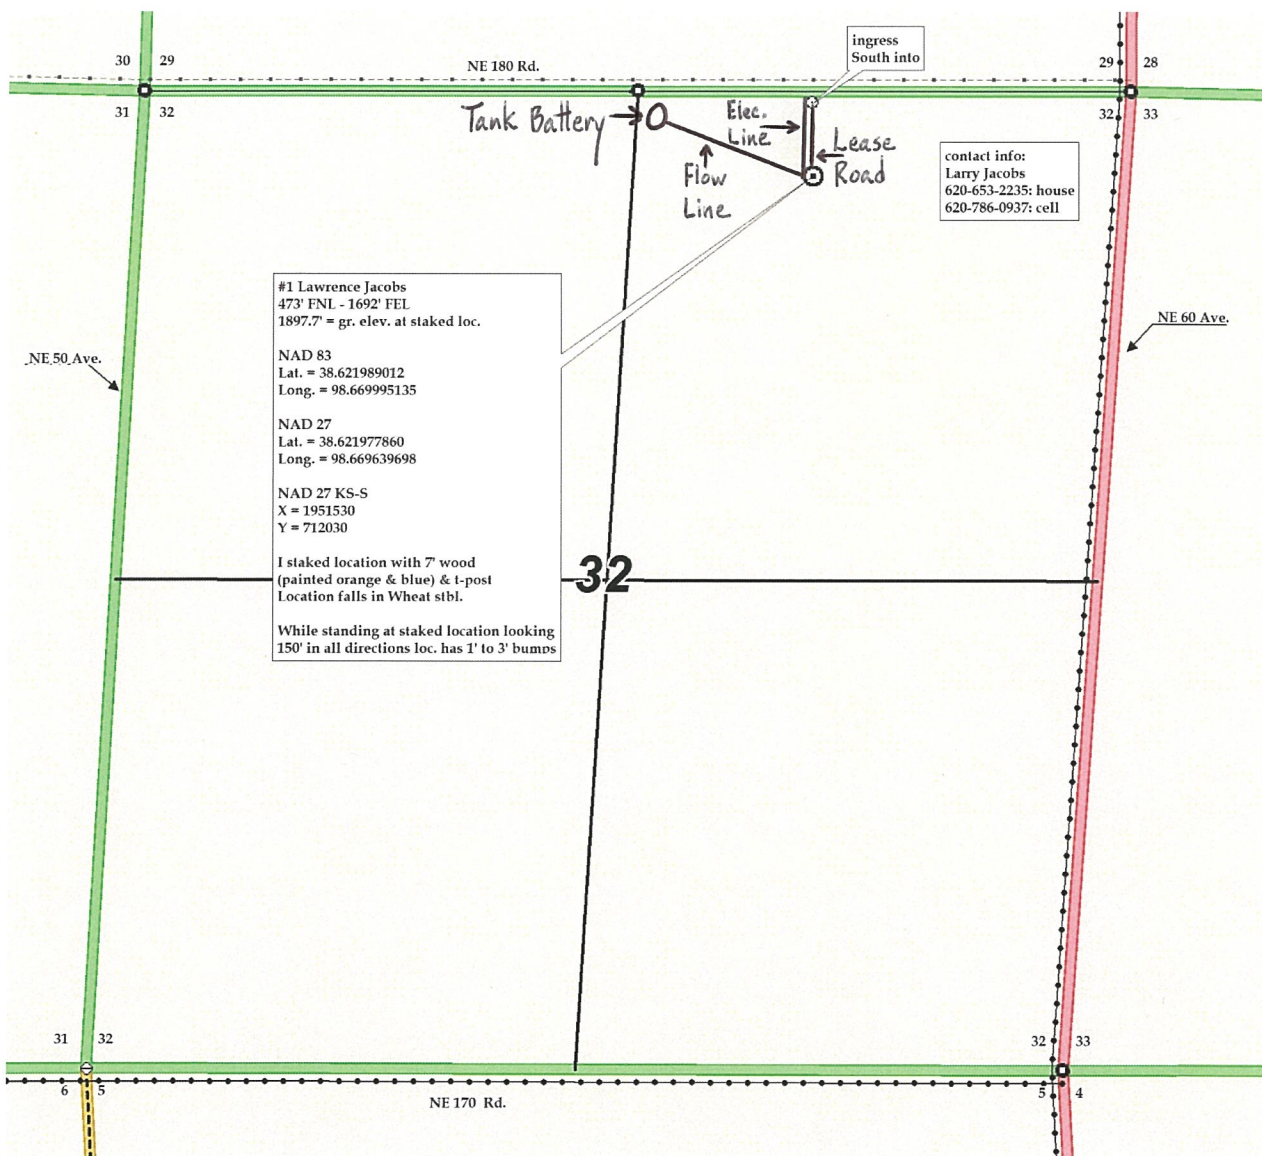 ingress
South into
30 29
NE 180 Rd.
29 28
31 32
32 33
Tank Battery
Elec.
Line
Lease
Road
Flow
Line
contact info:
Larry Jacobs
620-653-2235: house
620-786-0937: cell
#1 Lawrence Jacobs
473' FNL - 1692' FEL
1897.7' = gr. elev. at staked loc.
NAD 83
Lat. = 38.621989012
Long. = 98.669995135
NAD 27
Lat. = 38.621977860
Long. = 98.669639698
NAD 27 KS-S
X = 1951530
Y = 712030
I staked location with 7' wood
(painted orange & blue) & t-post
Location falls in Wheat stbl.
While standing at staked location looking
150' in all directions loc. has 1' to 3' bumps
NE 50 Ave.
NE 60 Ave.
32
31 32
32 33
6 5
5 4
NE 170 Rd.